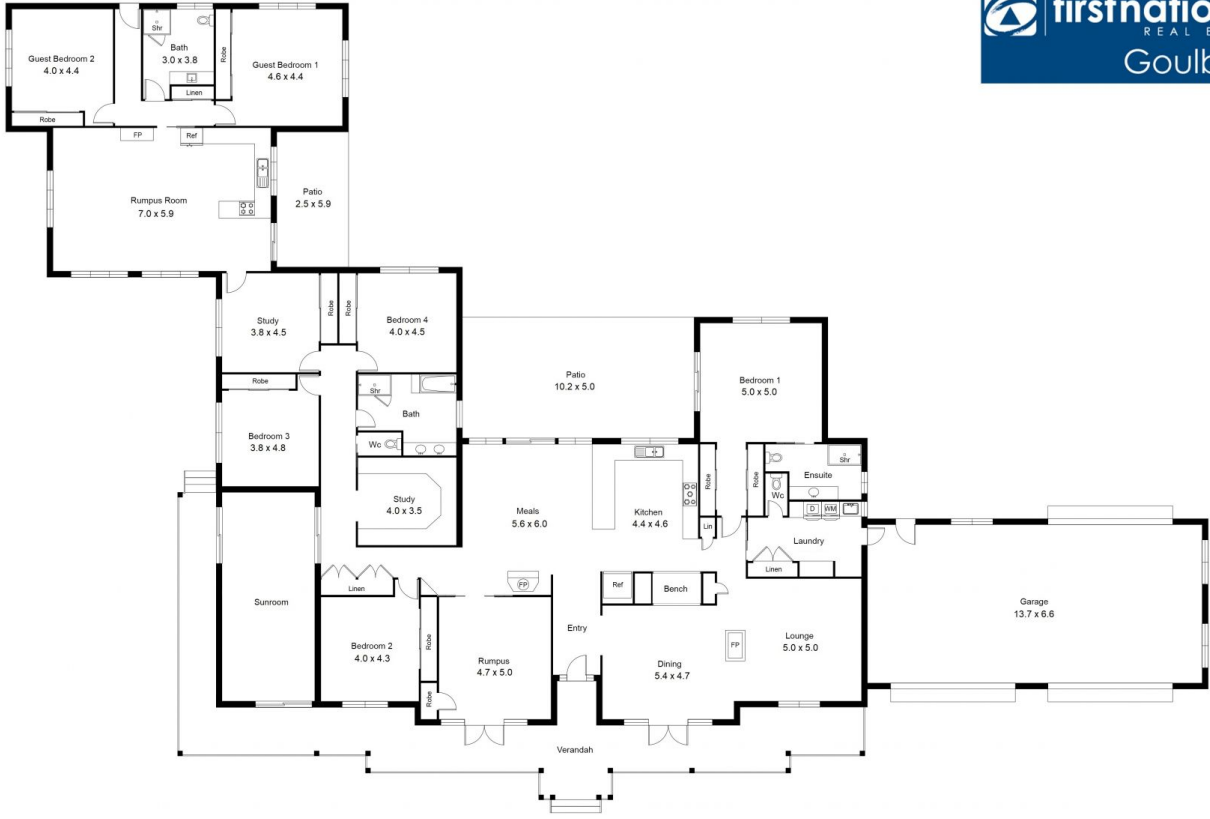 firstnatio
REAL E
Goulb
Shr
Bath
3.0 x 3.8
Robe
Guest Bedroom 2
4.0 x 4.4
Guest Bedroom 1
4.6 x 4.4
Linen
Robe
FP
Ref
Rumpus Room
7.0 x 5.9
Patio
2.5 x 5.9
Study
3.8 x 4.5
Robe
Robe
Bedroom 4
4.0 x 4.5
Robe
Shr
Bath
Wc
Bedroom 3
3.8 x 4.8
Patio
10.2 x 5.0
Bedroom 1
5.0 x 5.0
Study
4.0 x 3.5
Meals
5.6 x 6.0
Kitchen
4.4 x 4.6
Robe
Robe
Shr
Ensuite
Wc
D
WM
Lin
Laundry
Linen
Linen
FP
Ref
Bench
Sunroom
Garage
13.7 x 6.6
Entry
Bedroom 2
4.0 x 4.3
Robe
Robe
Rumpus
4.7 x 5.0
Dining
5.4 x 4.7
FP
Lounge
5.0 x 5.0
Verandah